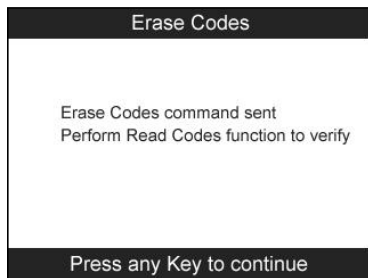 Erase Codes
Erase Codes command sent
Perform Read Codes function to verify
Press any Key to continue